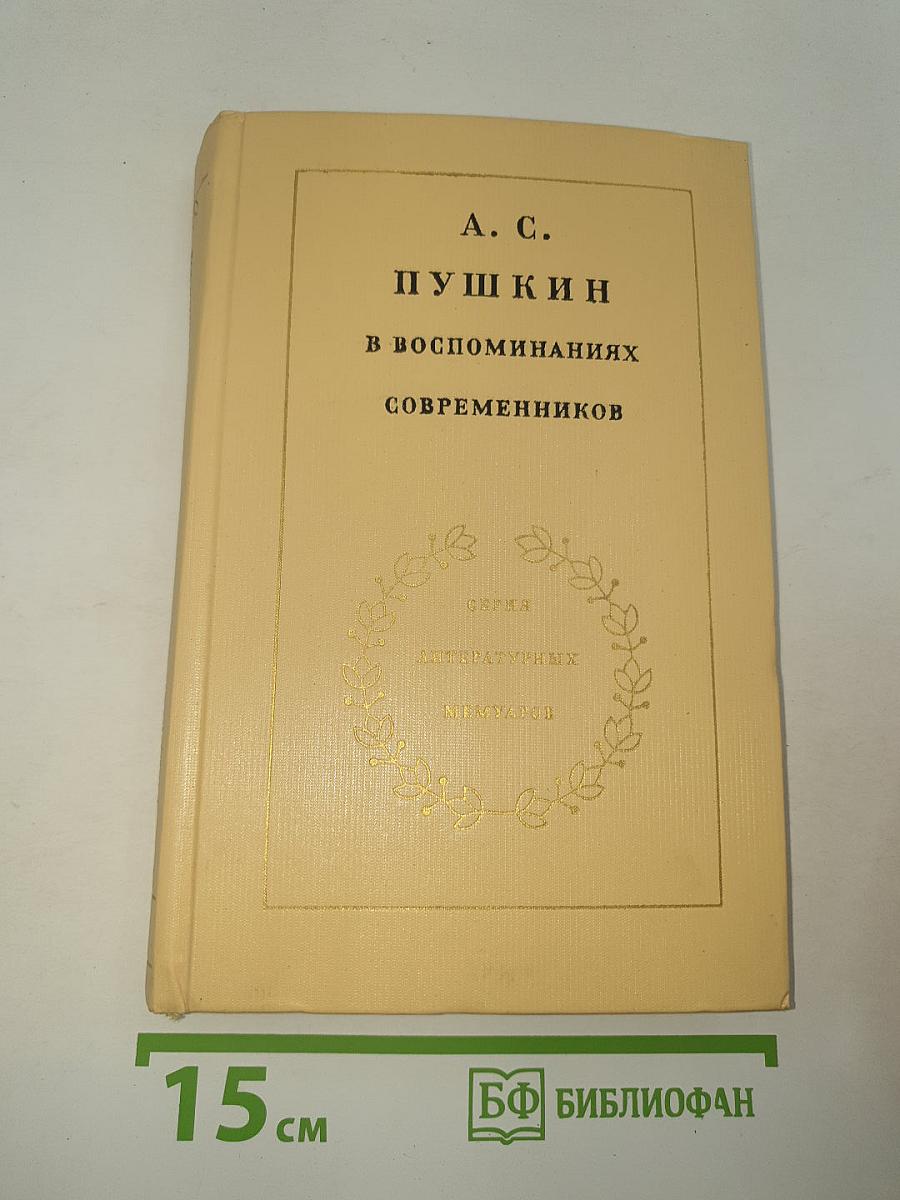 А. С.
ПУШКИН
В ВОСПОМИНАНИЯХ
СОВРЕМЕННИКОВ
СЕРИЯ
ЛИТЕРАТУРНЫХ
МЕМУАРОВ
15 см
БФ БИБЛИОФАН